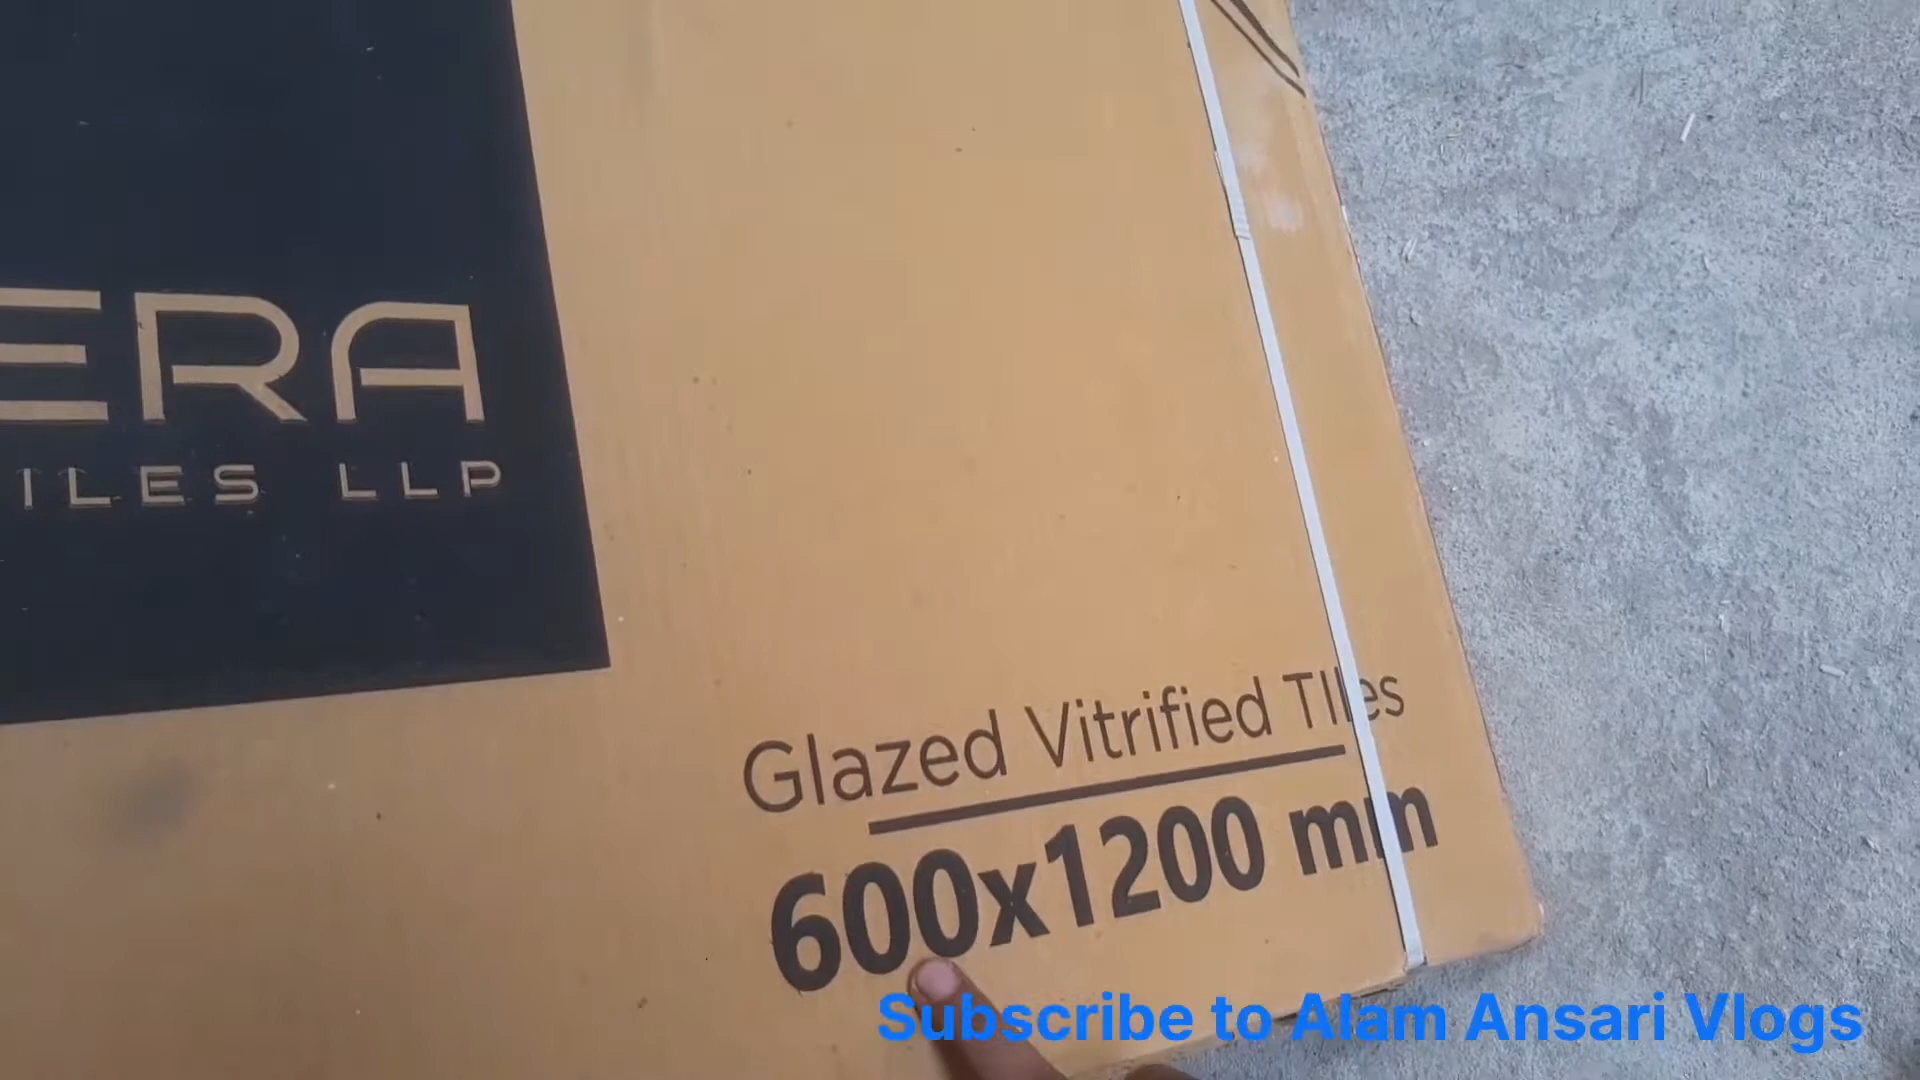 ERA
ILES LLP
Glazed Vitrified TIles
600x1200 mm
Subscribe to Alam Ansari Vlogs